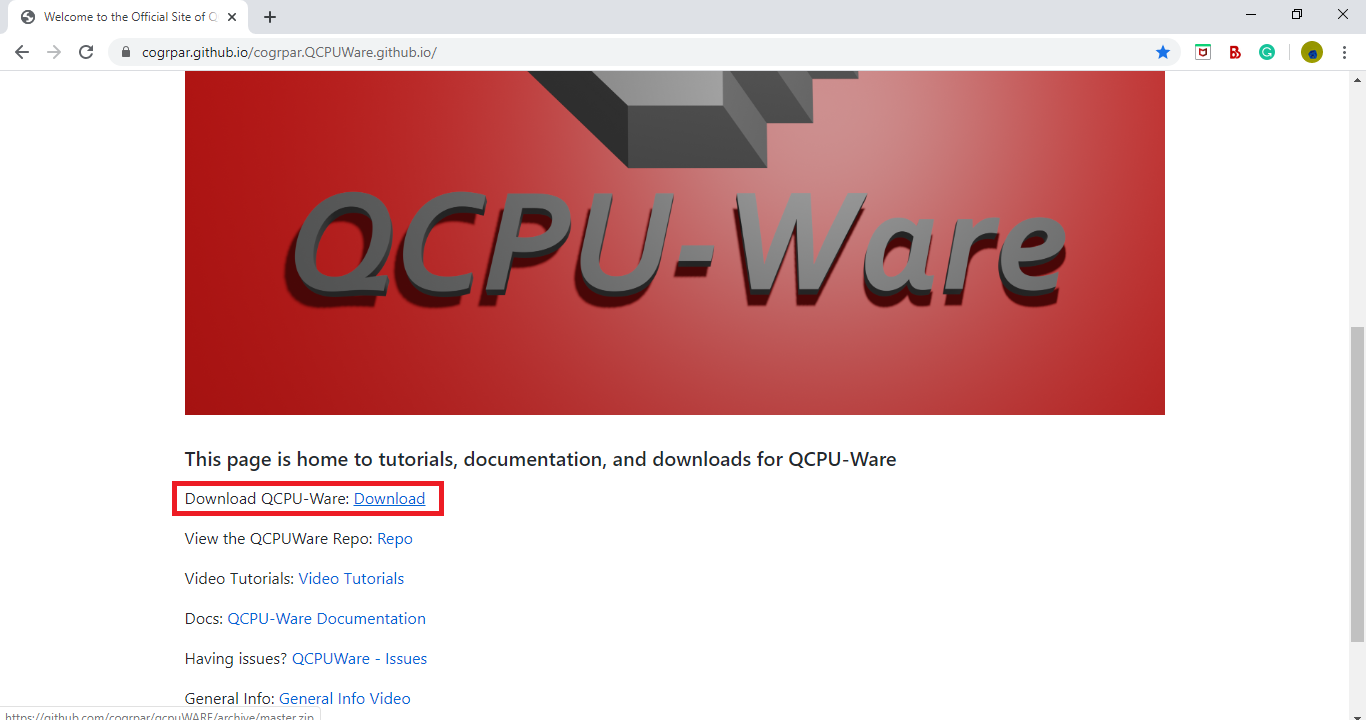 Welcome to the Official Site of Q
cogrpar.github.io/cogrpar.QCPUWare.github.io/
QCPU-Ware
This page is home to tutorials, documentation, and downloads for QCPU-Ware
Download QCPU-Ware: Download
View the QCPUWare Repo: Repo
Video Tutorials: Video Tutorials
Docs: QCPU-Ware Documentation
Having issues? QCPUWare - Issues
General Info: General Info Video
https://github.com/cogrpar/qcpuWARE/archive/master.zip